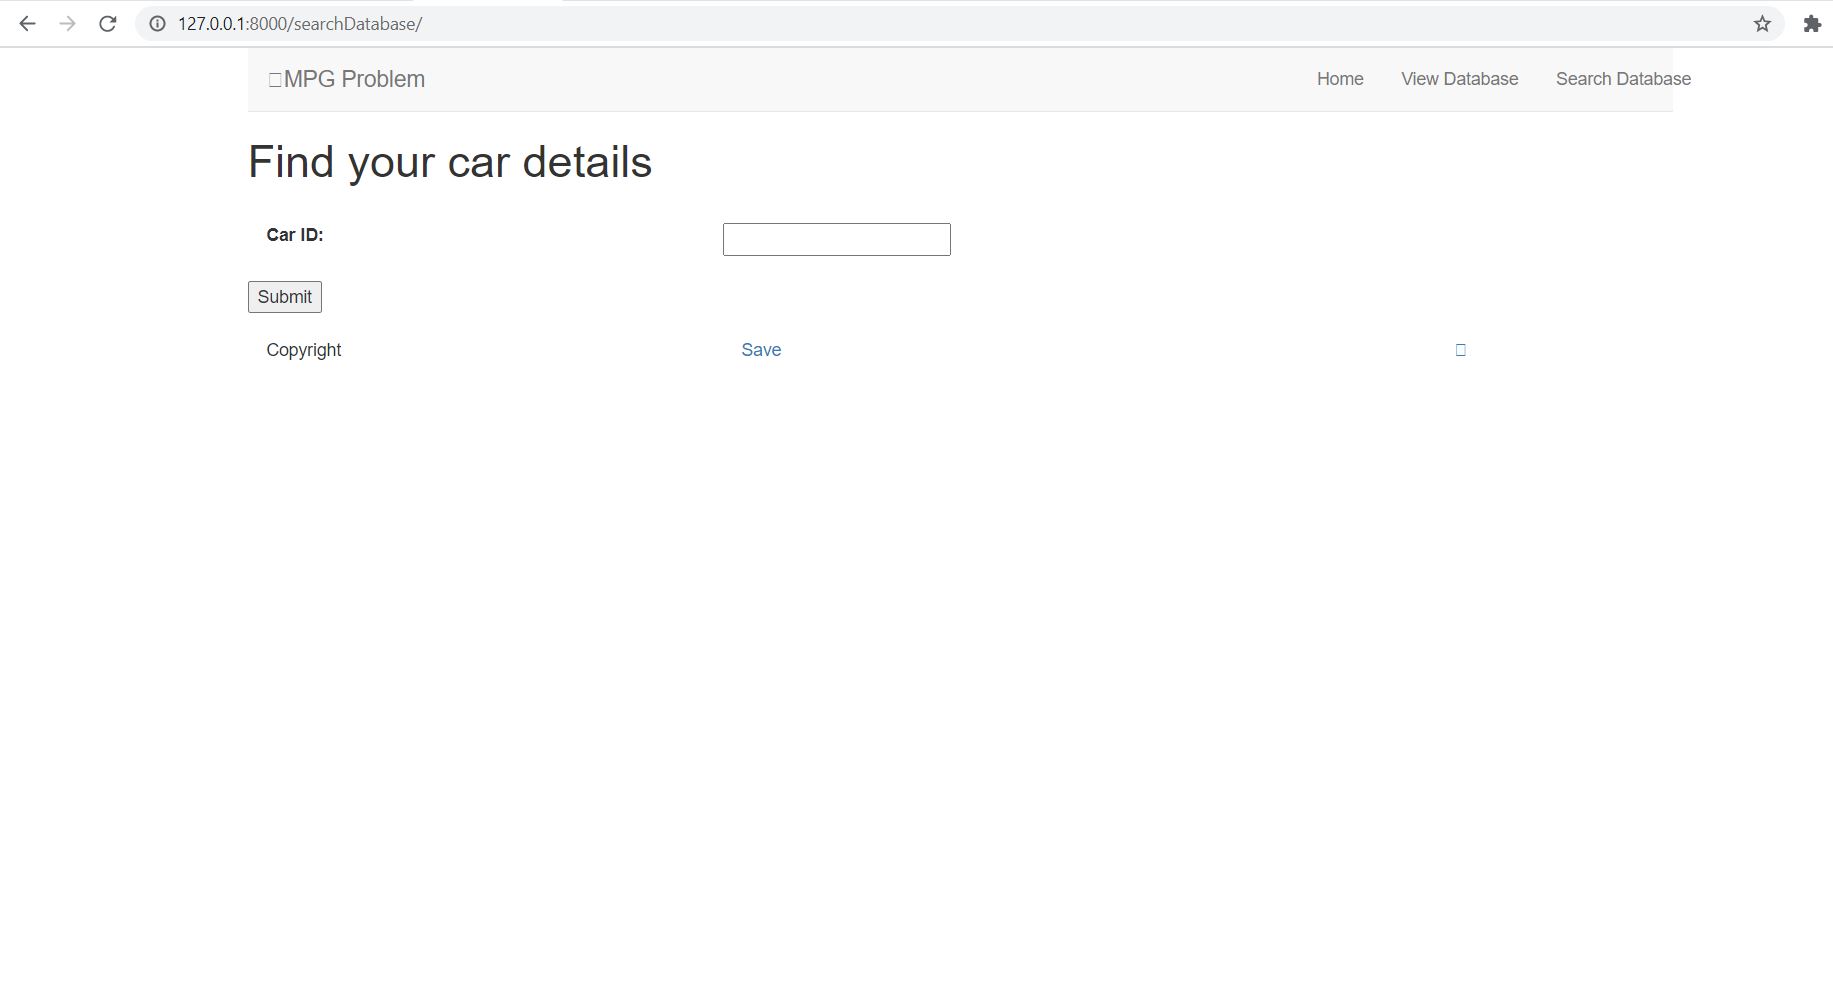 127.0.0.1:8000/searchDatabase/
MPG Problem Home View Database Search Database
Find your car details
Car ID:
Submit
Copyright Save